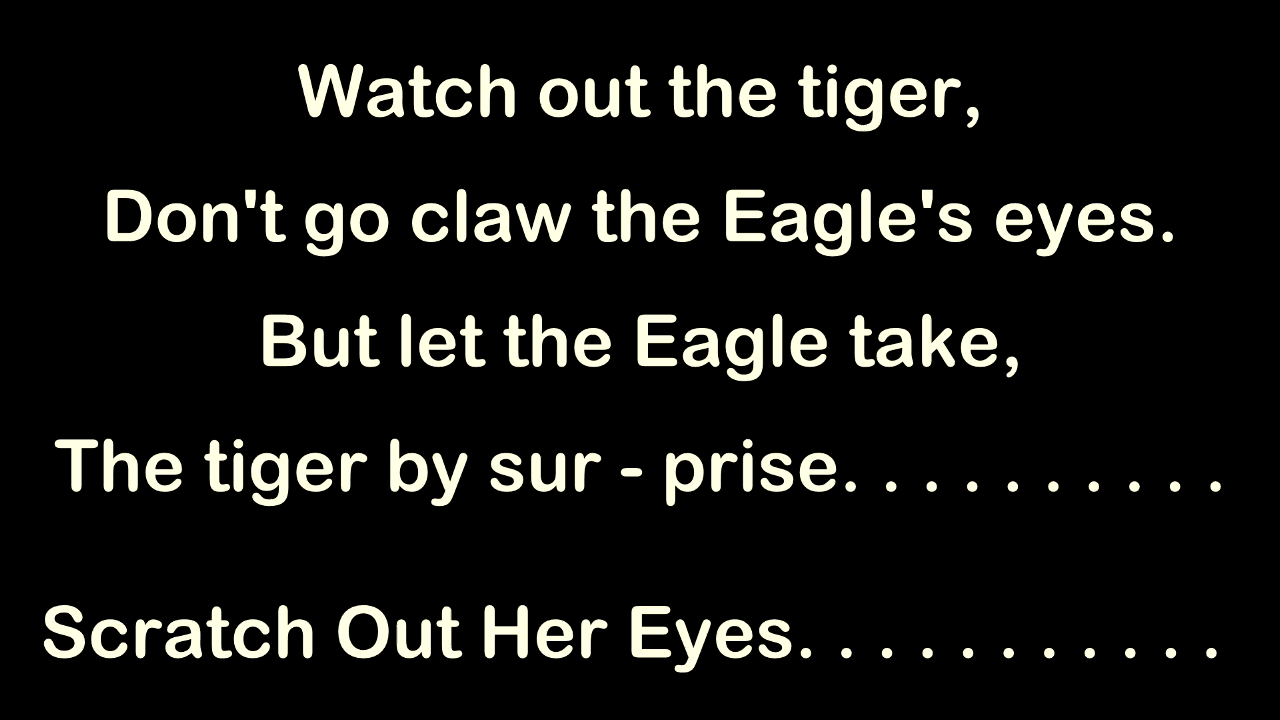 Watch out the tiger,
Don't go claw the Eagle's eyes.
But let the Eagle take,
The tiger by sur - prise. . . . . . . . . .
Scratch Out Her Eyes. . . . . . . . . . .